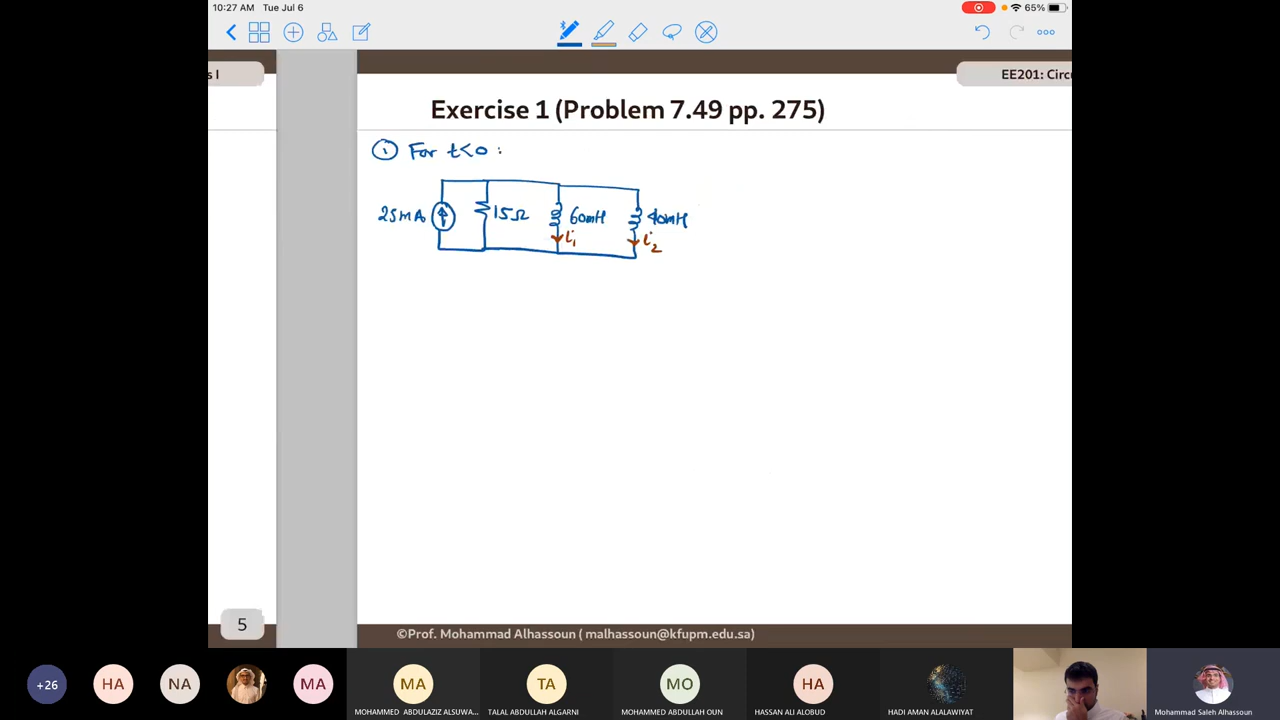 10:27 AM Tue Jul 6
65%
s I
EE201: Circu
Exercise 1 (Problem 7.49 pp. 275)
① For t<0 :
25mA 15Ω 60mH 40mH
i₁ i₂
5
©Prof. Mohammad Alhassoun ( malhassoun@kfupm.edu.sa)
+26 HA NA MA MA TA MO HA
MOHAMMED ABDULAZIZ ALSUWA... TALAL ABDULLAH ALGARNI MOHAMMED ABDULLAH OUN HASSAN ALI ALOBUD HADI AMAN ALALAWIYAT Mohammad Saleh Alhassoun